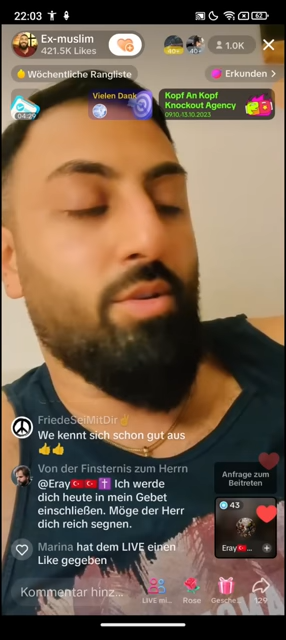 22:03
62
Ex-muslim
421.5K Likes
40+
40+
1.0K
Wöchentliche Rangliste
Erkunden >
04:29
Vielen Dank
Kopf An Kopf
Knockout Agency
09.10.-13.10.2023
FriedeSeiMitDir✌
We kennt sich schon gut aus
👍👍
Von der Finsternis zum Herrn
@Eray🇹🇷🇹🇷✝️ Ich werde
dich heute in mein Gebet
einschließen. Möge der Herr
dich reich segnen.
Anfrage zum
Beitreten
43
Eray🇹🇷...
Marina hat dem LIVE einen
Like gegeben
Kommentar hinz...
LIVE mi...
Rose
Gesche...
129